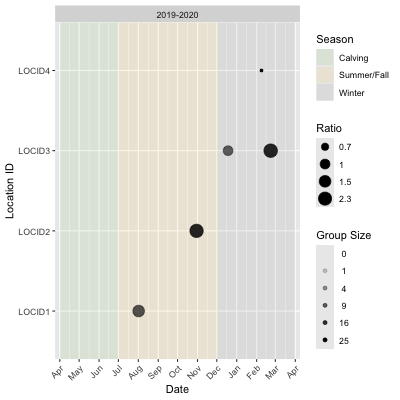 2019-2020
LOCID4
LOCID3
LOCID2
LOCID1
Location ID
Apr May Jun Jul Aug Sep Oct Nov Dec Jan Feb Mar Apr
Date
Season
Calving
Summer/Fall
Winter
Ratio
0.7
1
1.5
2.3
Group Size
0
1
4
9
16
25